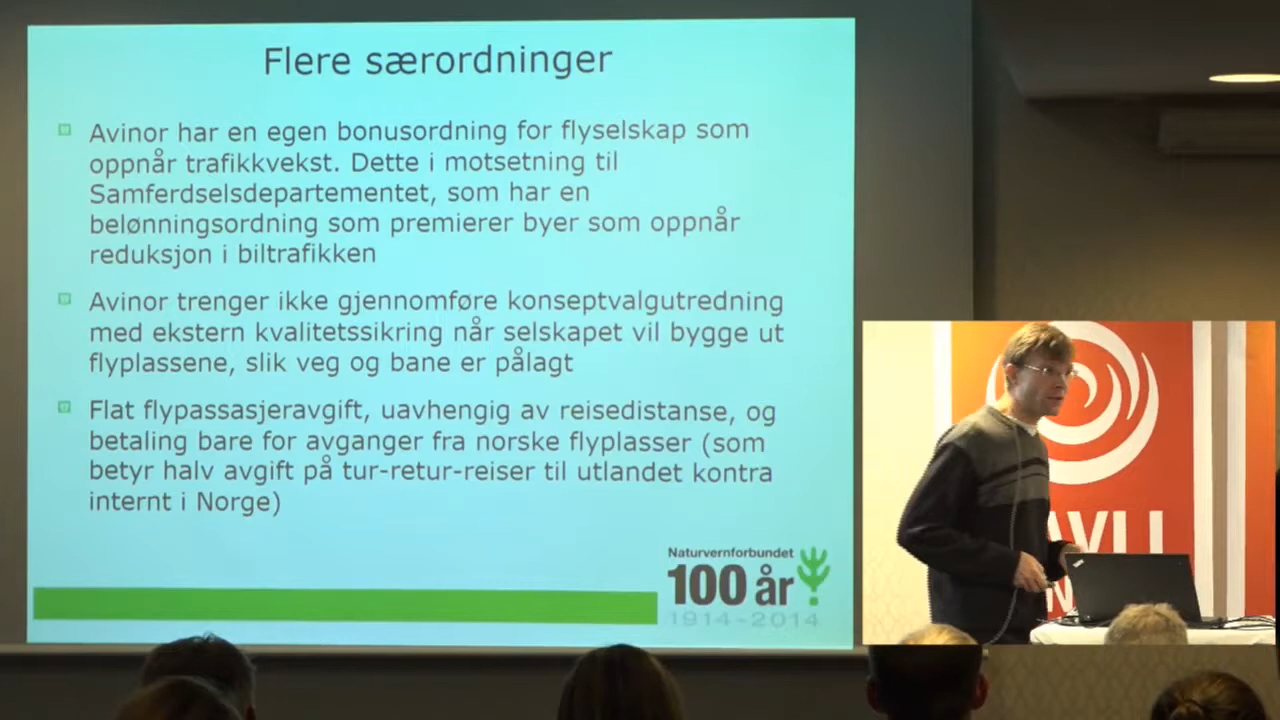 Flere særordninger
Avinor har en egen bonusordning for flyselskap som
oppnår trafikkvekst. Dette i motsetning til
Samferdselsdepartementet, som har en
belønningsordning som premierer byer som oppnår
reduksjon i biltrafikken
Avinor trenger ikke gjennomføre konseptvalgutredning
med ekstern kvalitetssikring når selskapet vil bygge ut
flyplassene, slik veg og bane er pålagt
Flat flypassasjeravgift, uavhengig av reisedistanse, og
betaling bare for avganger fra norske flyplasser (som
betyr halv avgift på tur-retur-reiser til utlandet kontra
internt i Norge)
Naturvernforbundet
100 år
1914-2014